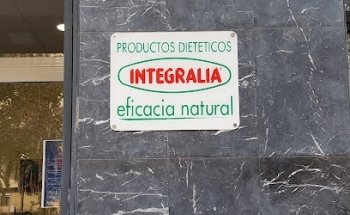 PRODUCTOS DIETETICOS
INTEGRALIA
eficacia natural